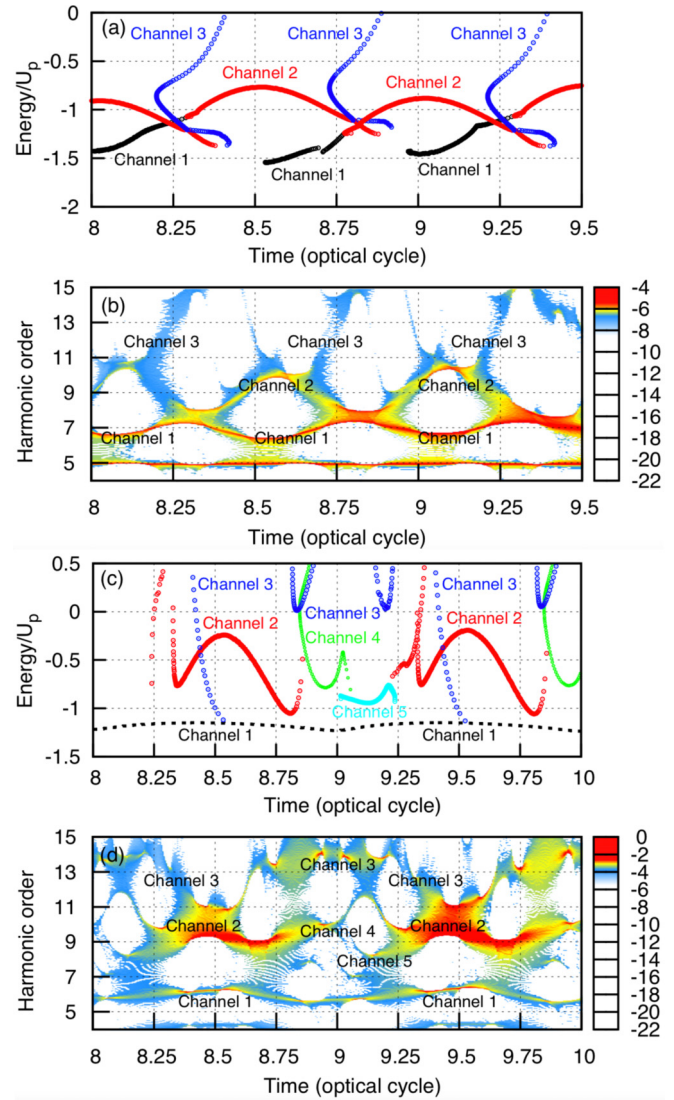 (a)
Channel 3
Channel 3
Channel 3
Channel 2
Channel 2
Channel 1
Channel 1
Channel 1
Energy/Up
0
-0.5
-1
-1.5
-2
8 8.25 8.5 8.75 9 9.25 9.5
Time (optical cycle)
(b)
Channel 3
Channel 3
Channel 3
Channel 2
Channel 2
Channel 1
Channel 1
Channel 1
Harmonic order
15
13
11
9
7
5
8 8.25 8.5 8.75 9 9.25 9.5
Time (optical cycle)
-4
-6
-8
-10
-12
-14
-16
-18
-20
-22
(c)
Channel 3
Channel 3
Channel 2
Channel 3
Channel 2
Channel 4
Channel 5
Channel 1
Channel 1
Energy/Up
0.5
0
-0.5
-1
-1.5
8 8.25 8.5 8.75 9 9.25 9.5 9.75 10
Time (optical cycle)
(d)
Channel 3
Channel 3
Channel 3
Channel 2
Channel 4
Channel 2
Channel 5
Channel 1
Channel 1
Harmonic order
15
13
11
9
7
5
8 8.25 8.5 8.75 9 9.25 9.5 9.75 10
Time (optical cycle)
0
-2
-4
-6
-8
-10
-12
-14
-16
-18
-20
-22